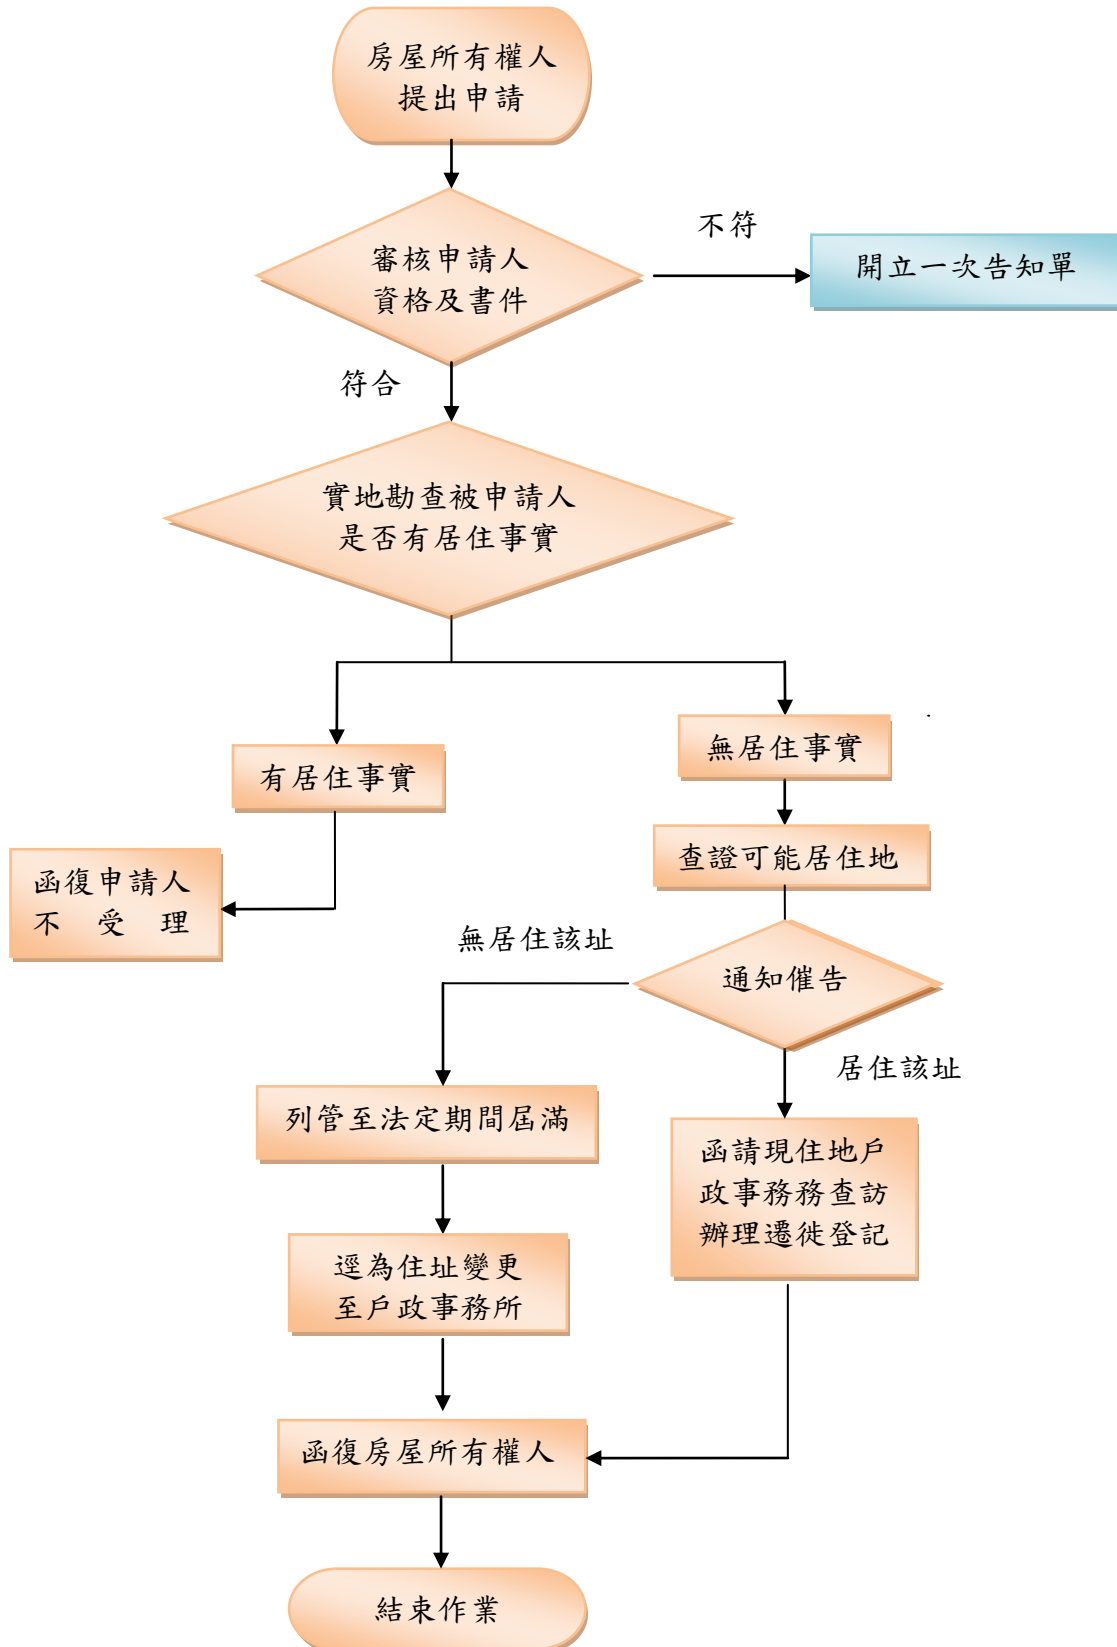 房屋所有權人
提出申請
不符
審核申請人
資格及書件
開立一次告知單
符合
實地勘查被申請人
是否有居住事實
有居住事實
無居住事實
函復申請人
不 受 理
查證可能居住地
無居住該址
通知催告
居住該址
列管至法定期間屆滿
函請現住地戶
政事務務查訪
辦理遷徙登記
逕為住址變更
至戶政事務所
函復房屋所有權人
結束作業